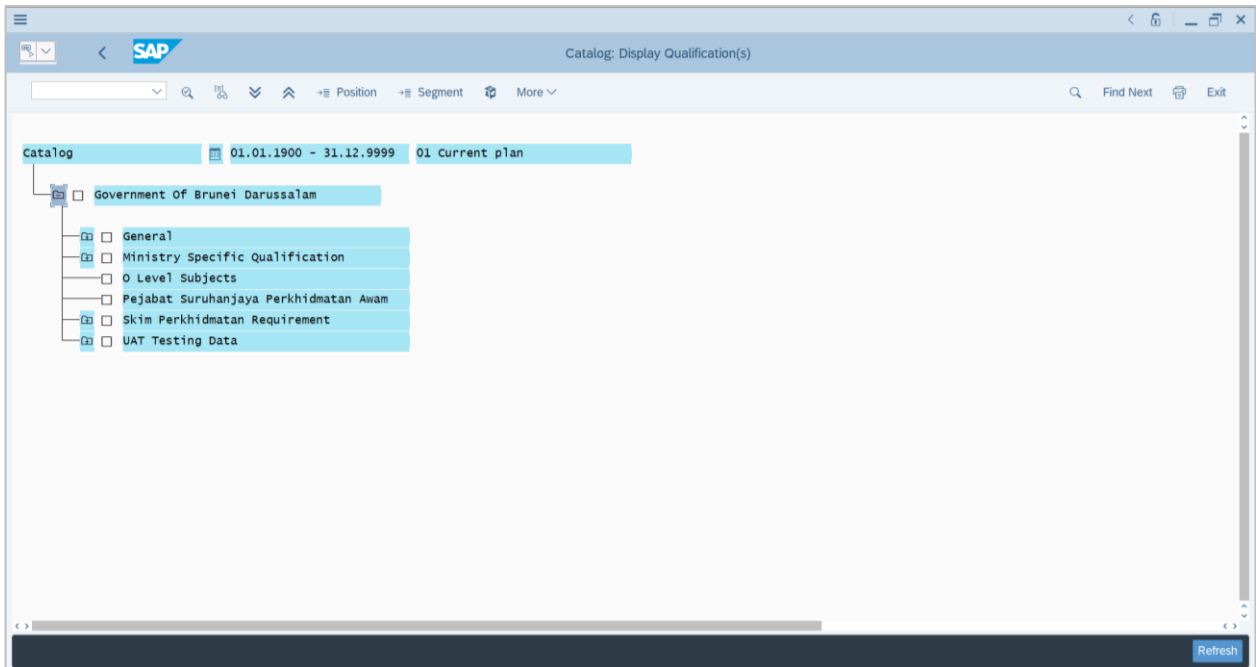 SAP
Catalog: Display Qualification(s)
Position Segment More Find Next Exit
Catalog 01.01.1900 - 31.12.9999 01 Current plan
Government Of Brunei Darussalam
General
Ministry Specific Qualification
O Level Subjects
Pejabat Suruhanjaya Perkhidmatan Awam
Skim Perkhidmatan Requirement
UAT Testing Data
Refresh